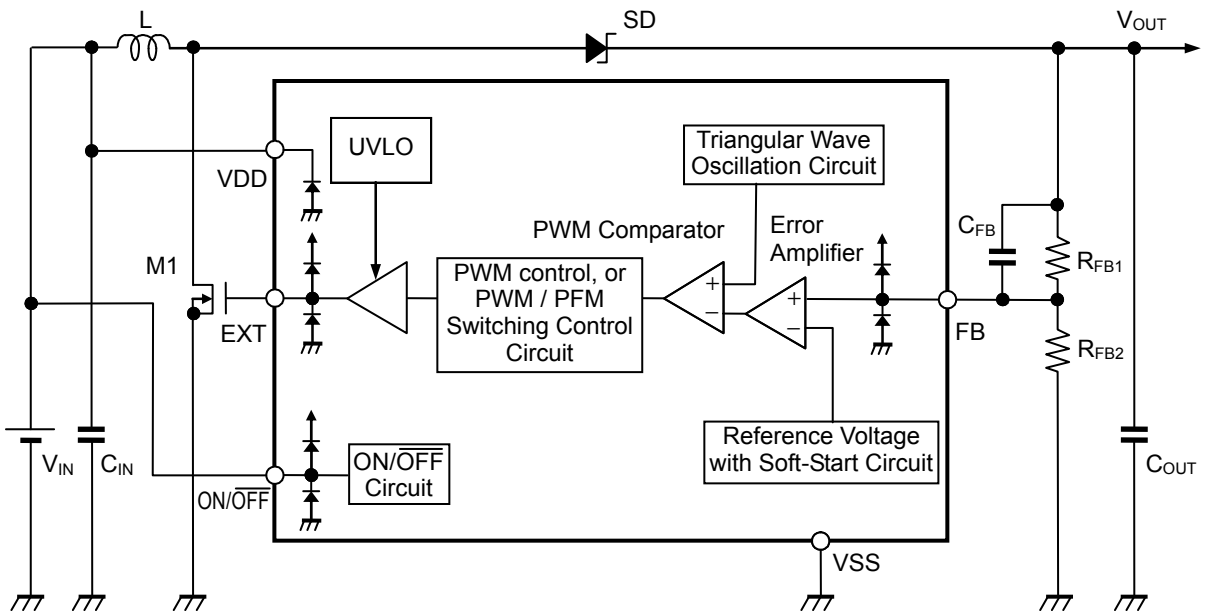 L
SD
VOUT
UVLO
Triangular Wave
Oscillation Circuit
VDD
PWM Comparator
Error
Amplifier
CFB
RFB1
M1
PWM control, or
PWM / PFM
Switching Control
Circuit
+
−
+
−
EXT
FB
RFB2
Reference Voltage
with Soft-Start Circuit
VIN
CIN
ON/OFF
Circuit
ON/OFF
COUT
VSS